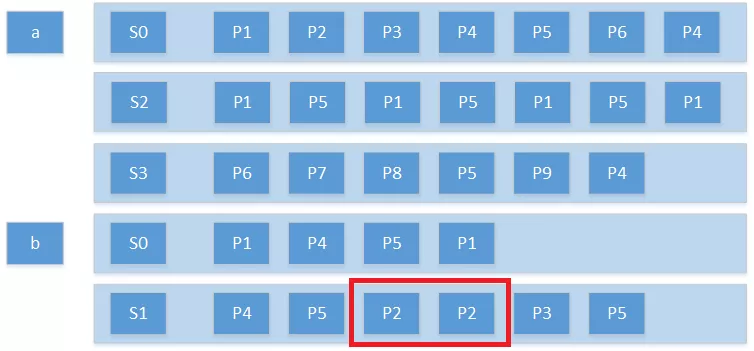 a S0 P1 P2 P3 P4 P5 P6 P4
S2 P1 P5 P1 P5 P1 P5 P1
S3 P6 P7 P8 P5 P9 P4
b S0 P1 P4 P5 P1
S1 P4 P5 P2 P2 P3 P5